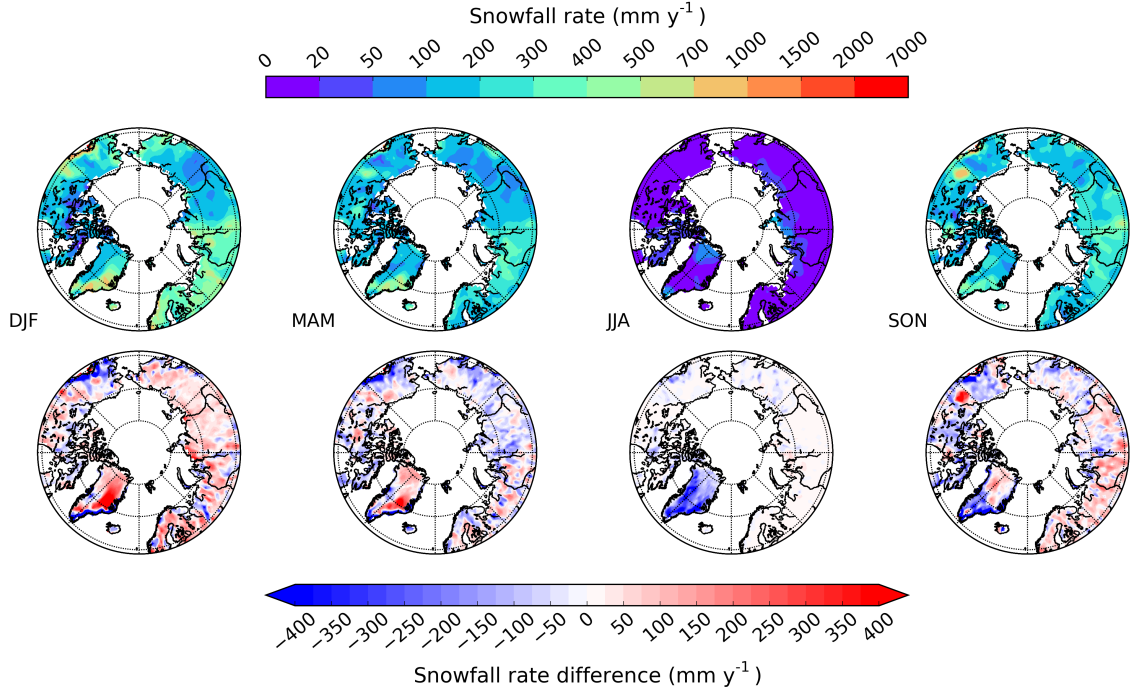 Snowfall rate (mm y⁻¹)
0 20 50 100 200 300 400 500 700 1000 1500 2000 7000
DJF MAM JJA SON
−400 −350 −300 −250 −200 −150 −100 −50 0 50 100 150 200 250 300 350 400
Snowfall rate difference (mm y⁻¹)